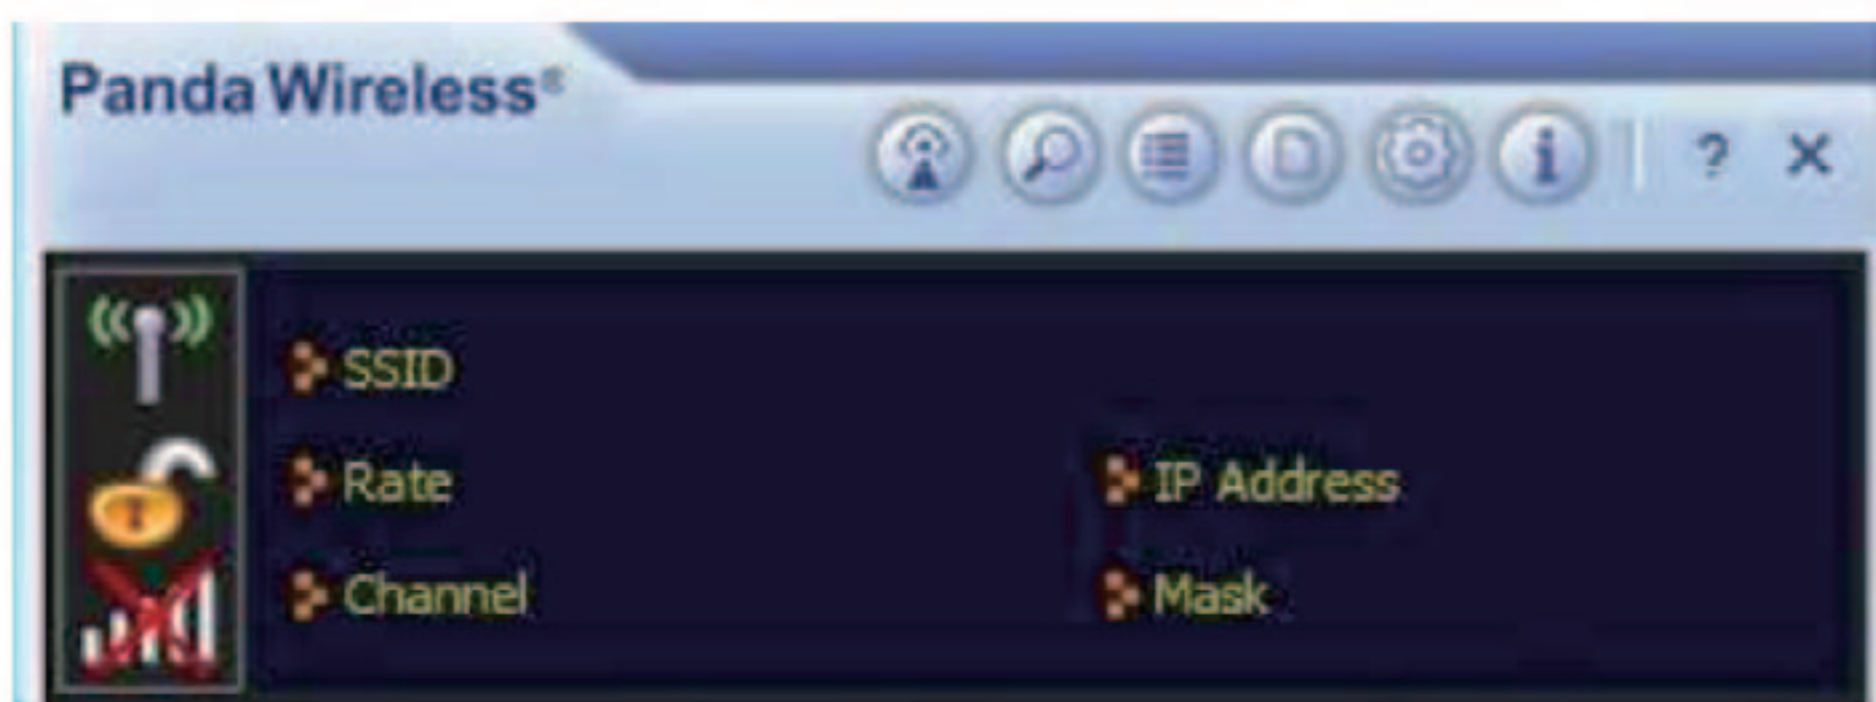 Panda Wireless®
? X
SSID
Rate
IP Address
Channel
Mask